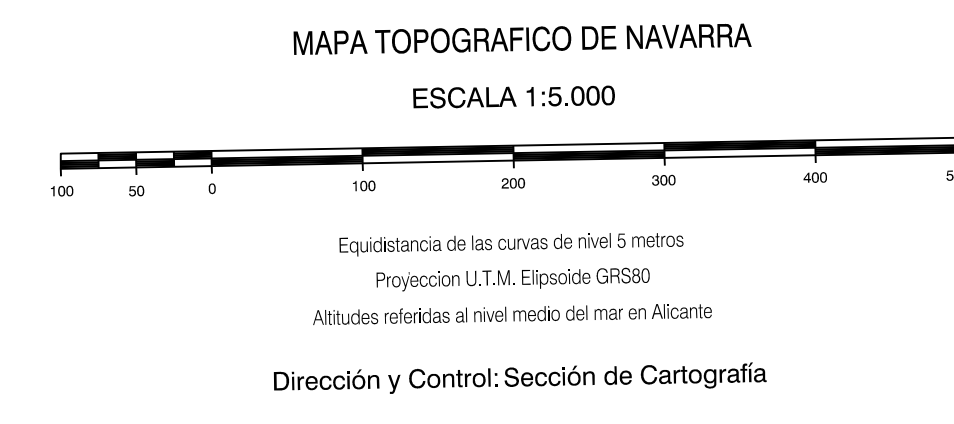 MAPA TOPOGRAFICO DE NAVARRA
ESCALA 1:5.000
100 50 0 100 200 300 400
Equidistancia de las curvas de nivel 5 metros
Proyeccion U.T.M. Elipsoide GRS80
Altitudes referidas al nivel medio del mar en Alicante
Dirección y Control: Sección de Cartografía